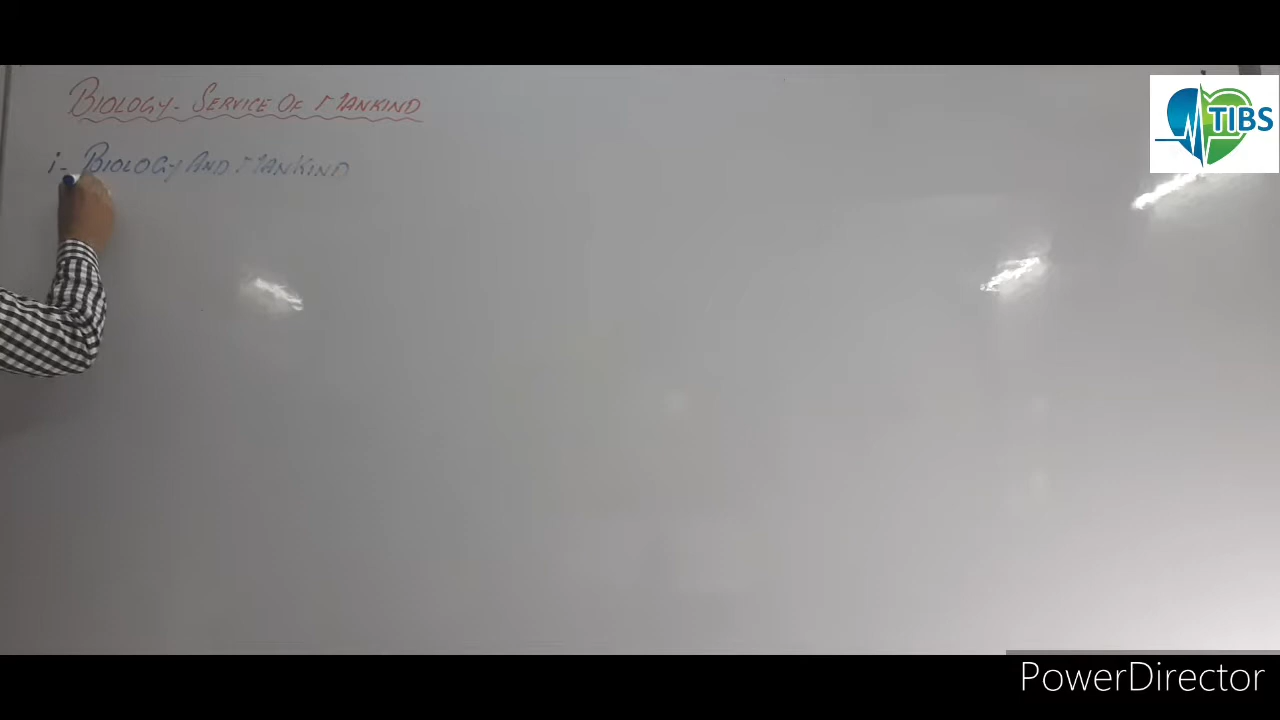 BIOLOGY - SERVICE OF MANKIND
i - BIOLOGY AND MANKIND
TIBS
PowerDirector